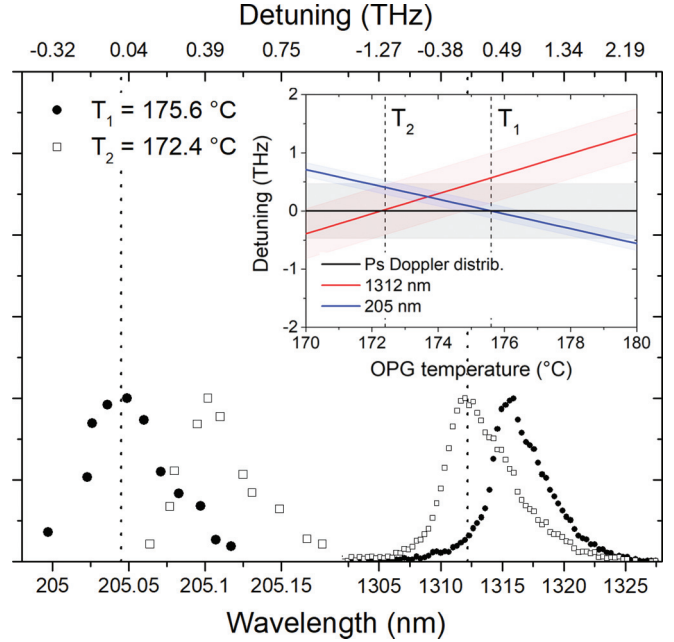 Detuning (THz)
-0.32 0.04 0.49 0.75 -1.27 -0.38 0.49 1.34 2.19
T1 = 175.6 °C
T2 = 172.4 °C
2
1
0
-1
-2
Detuning (THz)
T2 T1
Ps Doppler distrib.
1312 nm
205 nm
170 172 174 176 178 180
OPG temperature (°C)
205 205.05 205.1 205.15 1305 1310 1315 1320 1325
Wavelength (nm)